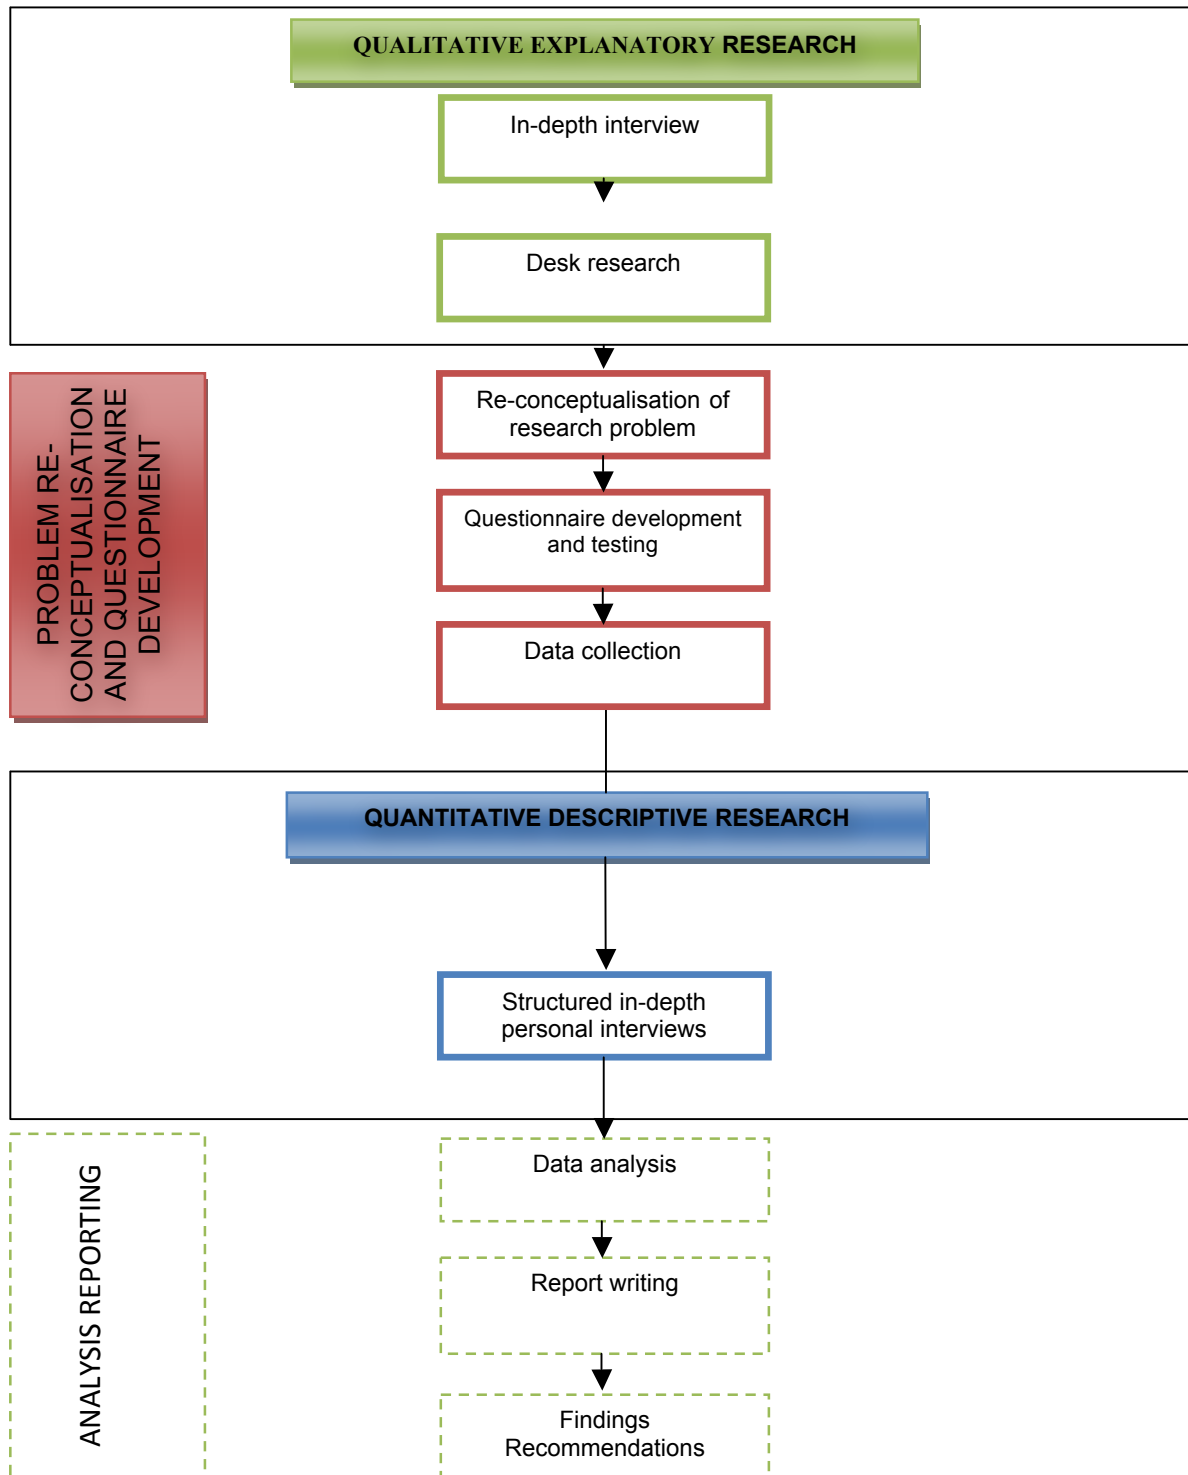 QUALITATIVE EXPLANATORY RESEARCH
In-depth interview
Desk research
PROBLEM RE-
CONCEPTUALISATION
AND QUESTIONNAIRE
DEVELOPMENT
Re-conceptualisation of
research problem
Questionnaire development
and testing
Data collection
QUANTITATIVE DESCRIPTIVE RESEARCH
Structured in-depth
personal interviews
ANALYSIS REPORTING
Data analysis
Report writing
Findings
Recommendations